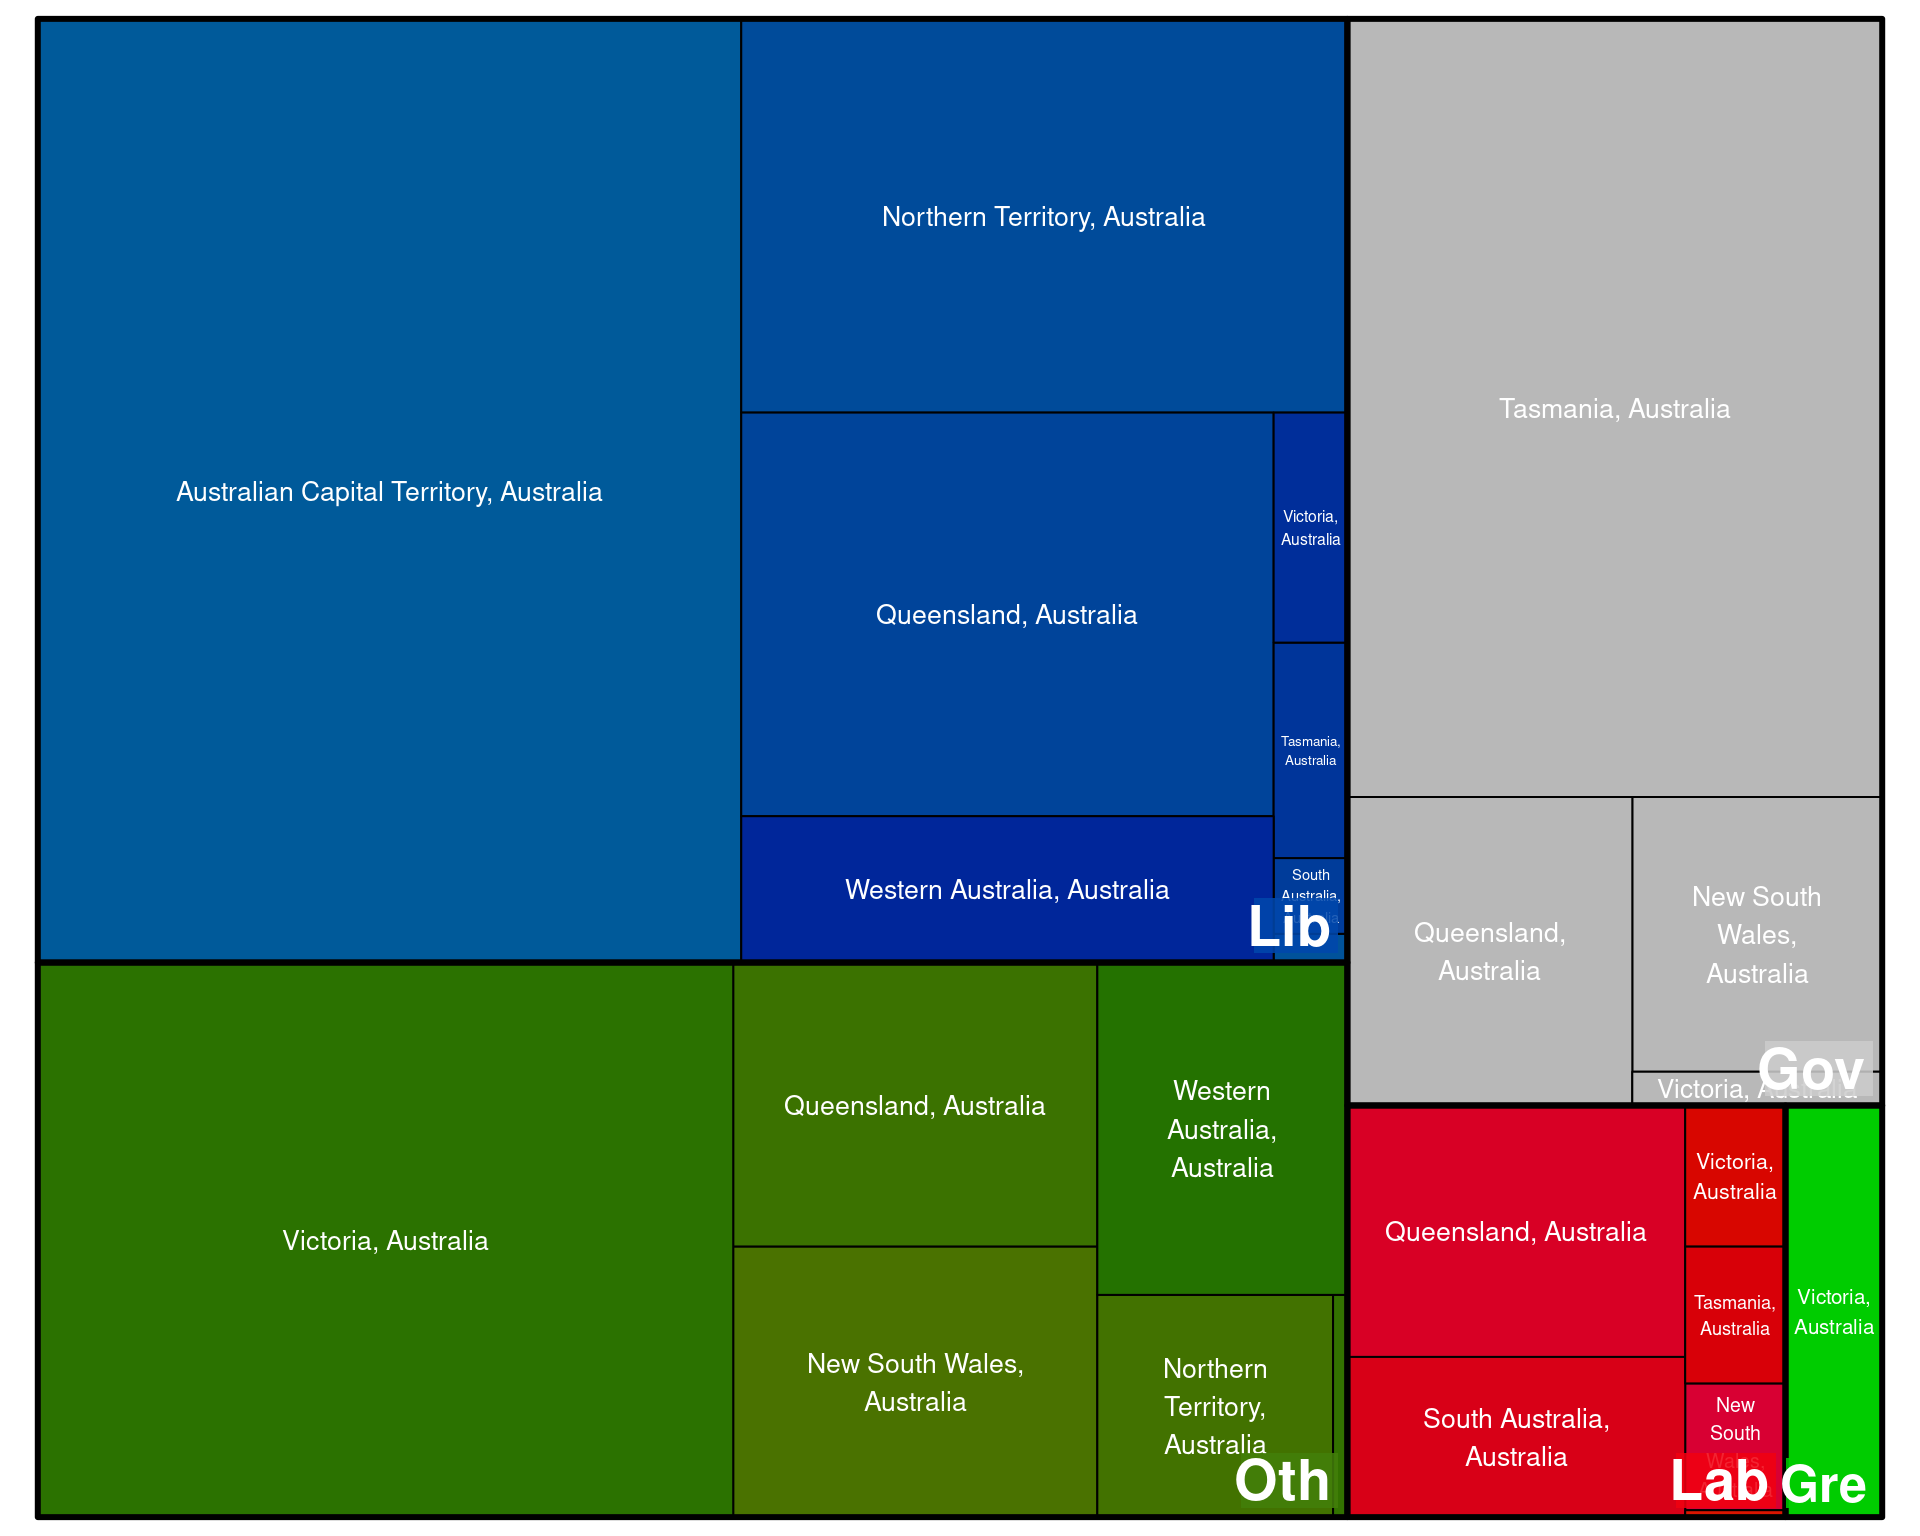 Australian Capital Territory, Australia
Northern Territory, Australia
Queensland, Australia
Victoria,
Australia
Tasmania,
Australia
Western Australia, Australia
South
Australia,
Lib
Tasmania, Australia
Queensland,
Australia
New South
Wales,
Australia
Victoria, Australia
Gov
Victoria, Australia
Queensland, Australia
Western
Australia,
Australia
New South Wales,
Australia
Northern
Territory,
Australia
Oth
Queensland, Australia
Victoria,
Australia
Tasmania,
Australia
South Australia,
Australia
New
South
Wales,
Lab
Victoria,
Australia
Gre